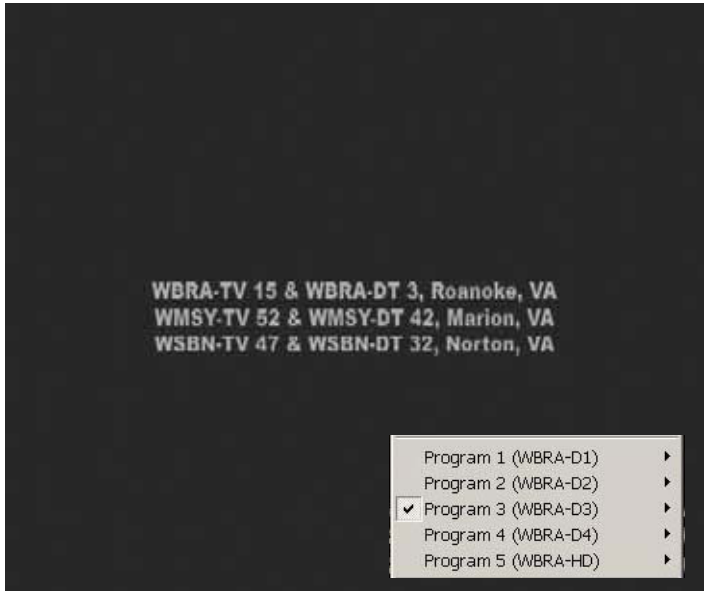 WBRA-TV 15 & WBRA-DT 3, Roanoke, VA
WMSY-TV 52 & WMSY-DT 42, Marion, VA
WSBN-TV 47 & WSBN-DT 32, Norton, VA
Program 1 (WBRA-D1)
Program 2 (WBRA-D2)
Program 3 (WBRA-D3)
Program 4 (WBRA-D4)
Program 5 (WBRA-HD)